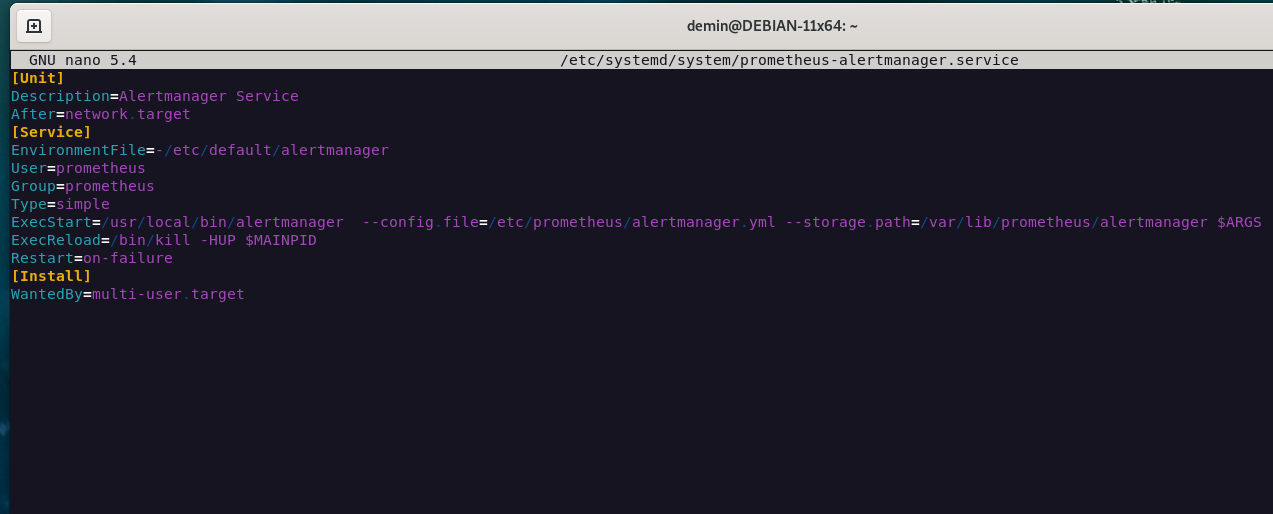 demin@DEBIAN-11x64: ~
GNU nano 5.4 /etc/systemd/system/prometheus-alertmanager.service
[Unit]
Description=Alertmanager Service
After=network.target
[Service]
EnvironmentFile=-/etc/default/alertmanager
User=prometheus
Group=prometheus
Type=simple
ExecStart=/usr/local/bin/alertmanager  --config.file=/etc/prometheus/alertmanager.yml --storage.path=/var/lib/prometheus/alertmanager $ARGS
ExecReload=/bin/kill -HUP $MAINPID
Restart=on-failure
[Install]
WantedBy=multi-user.target